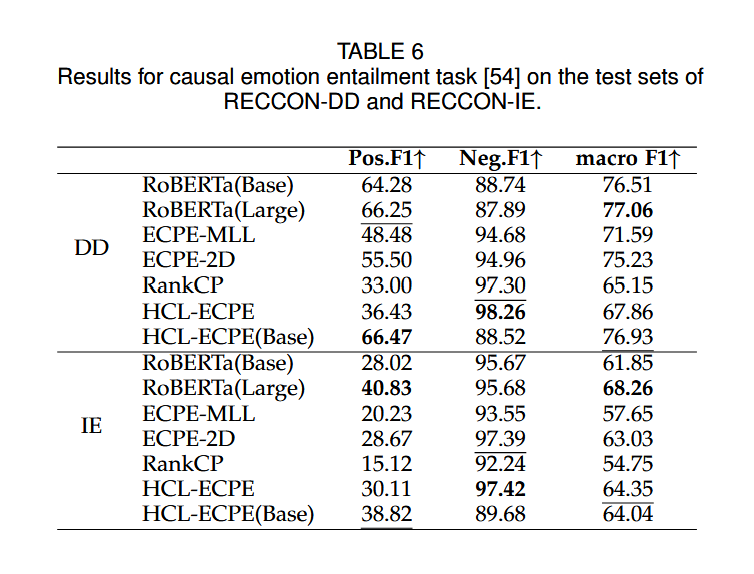 TABLE 6
Results for causal emotion entailment task [54] on the test sets of
RECCON-DD and RECCON-IE.
Pos.F1↑ Neg.F1↑ macro F1↑
DD
RoBERTa(Base) 64.28 88.74 76.51
RoBERTa(Large) 66.25 87.89 77.06
ECPE-MLL 48.48 94.68 71.59
ECPE-2D 55.50 94.96 75.23
RankCP 33.00 97.30 65.15
HCL-ECPE 36.43 98.26 67.86
HCL-ECPE(Base) 66.47 88.52 76.93
IE
RoBERTa(Base) 28.02 95.67 61.85
RoBERTa(Large) 40.83 95.68 68.26
ECPE-MLL 20.23 93.55 57.65
ECPE-2D 28.67 97.39 63.03
RankCP 15.12 92.24 54.75
HCL-ECPE 30.11 97.42 64.35
HCL-ECPE(Base) 38.82 89.68 64.04